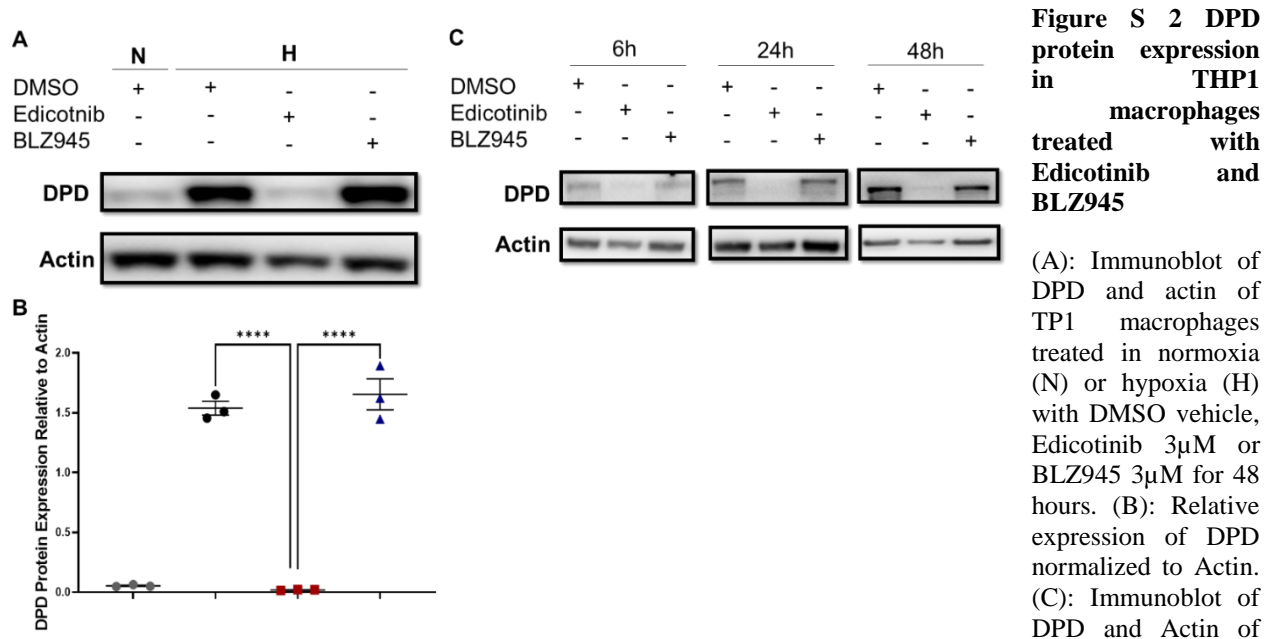 A
N H
DMSO + + - -
Edicotnib - - + -
BLZ945 - - - +
DPD
Actin
B
DPD Protein Expression Relative to Actin
2.0
1.5
1.0
0.5
0.0
**** ****
C
6h 24h 48h
DMSO + - - + - - + - -
Edicotinib - + - - + - - + -
BLZ945 - - + - - + - - +
DPD
Actin
Figure S 2 DPD
protein expression
in THP1
macrophages
treated with
Edicotinib and
BLZ945
(A): Immunoblot of
DPD and actin of
TP1 macrophages
treated in normoxia
(N) or hypoxia (H)
with DMSO vehicle,
Edicotinib 3µM or
BLZ945 3µM for 48
hours. (B): Relative
expression of DPD
normalized to Actin.
(C): Immunoblot of
DPD and Actin of